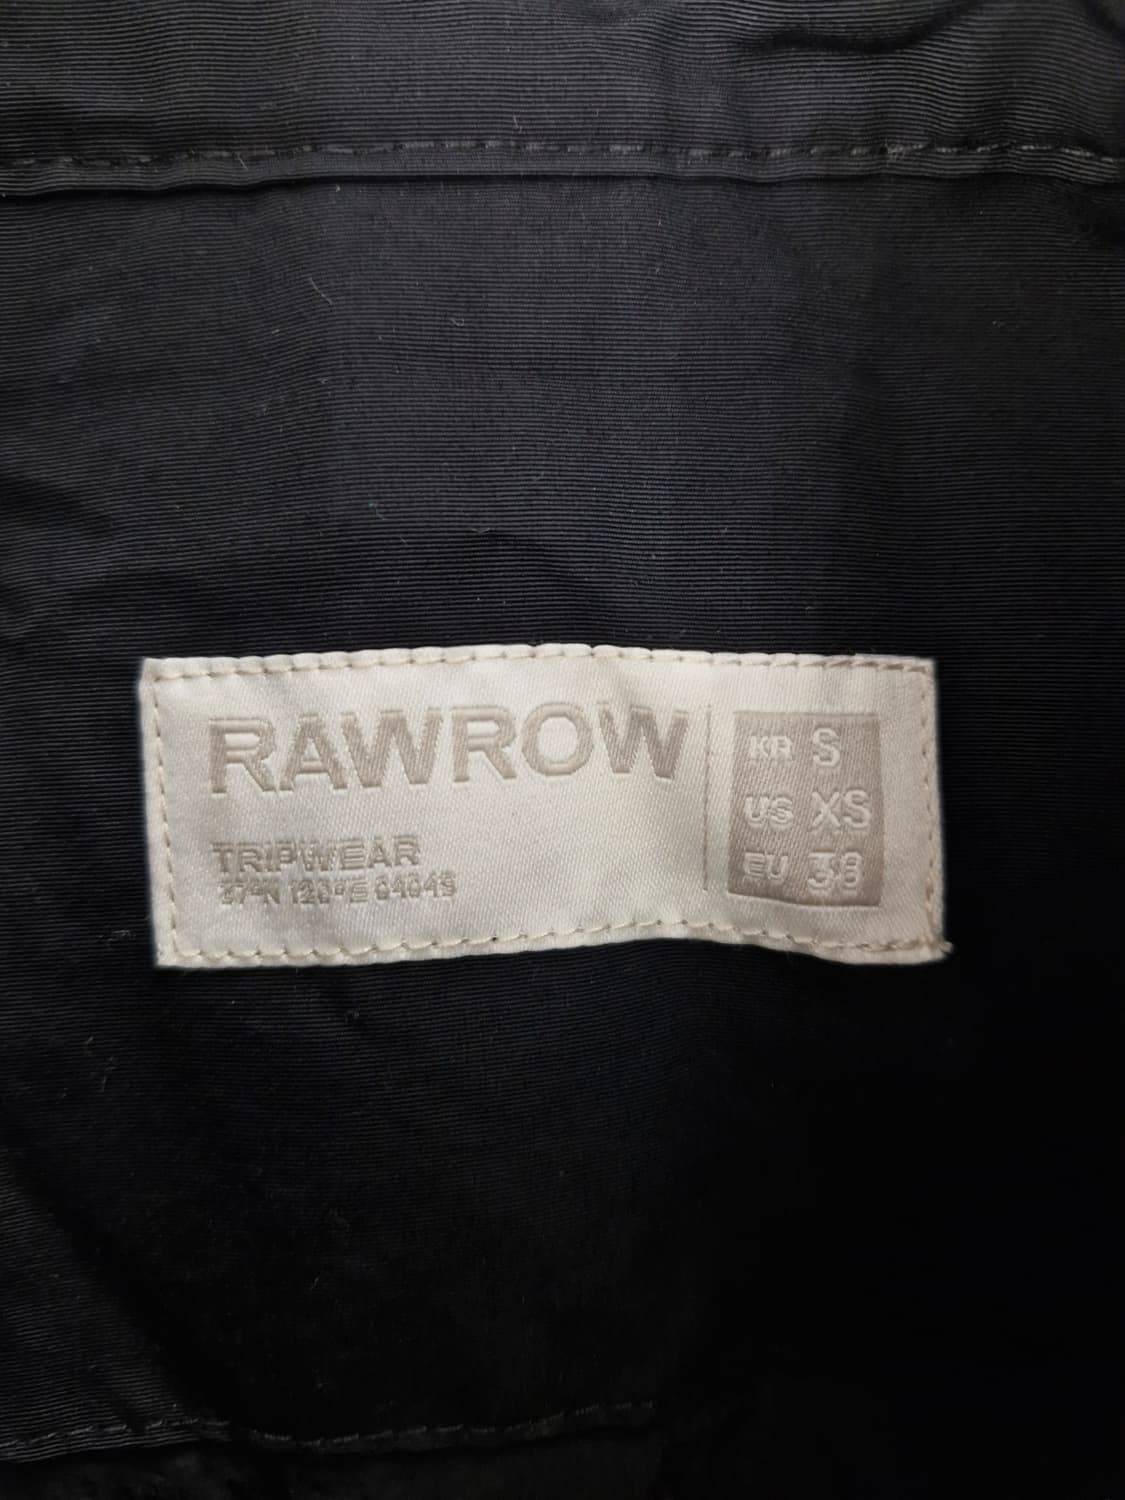 RAWROW
TRIPWEAR
37°N 126°E 04049
KR S
US XS
EU 38